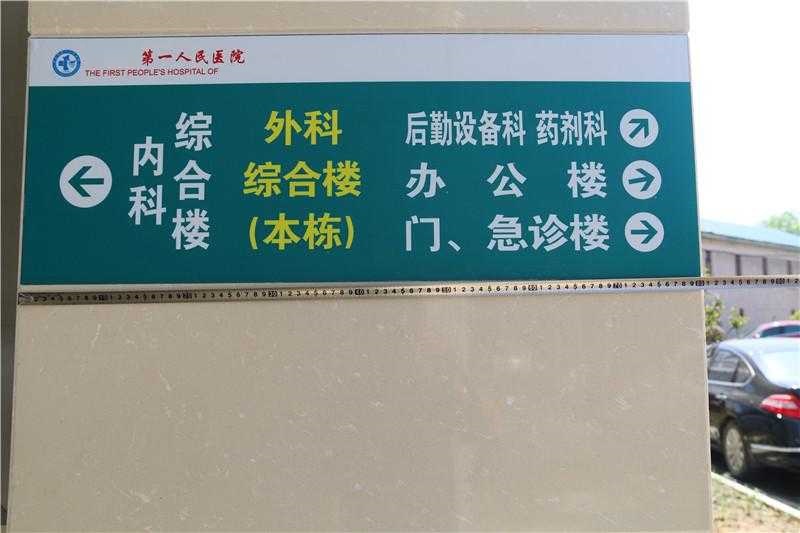 第一人民医院
THE FIRST PEOPLE'S HOSPITAL OF
内科
综合楼
外科
综合楼
(本栋)
后勤设备科 药剂科
办公楼
门、急诊楼